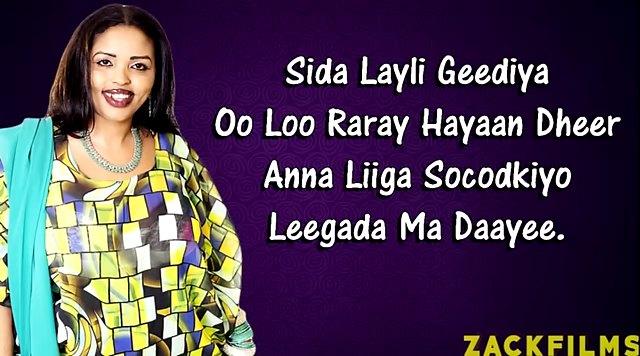 Sida Layli Geediya
Oo Loo Raray Hayaan Dheer
Anna Liiga Socodkiyo
Leegada Ma Daayee.
ZACKFILMS